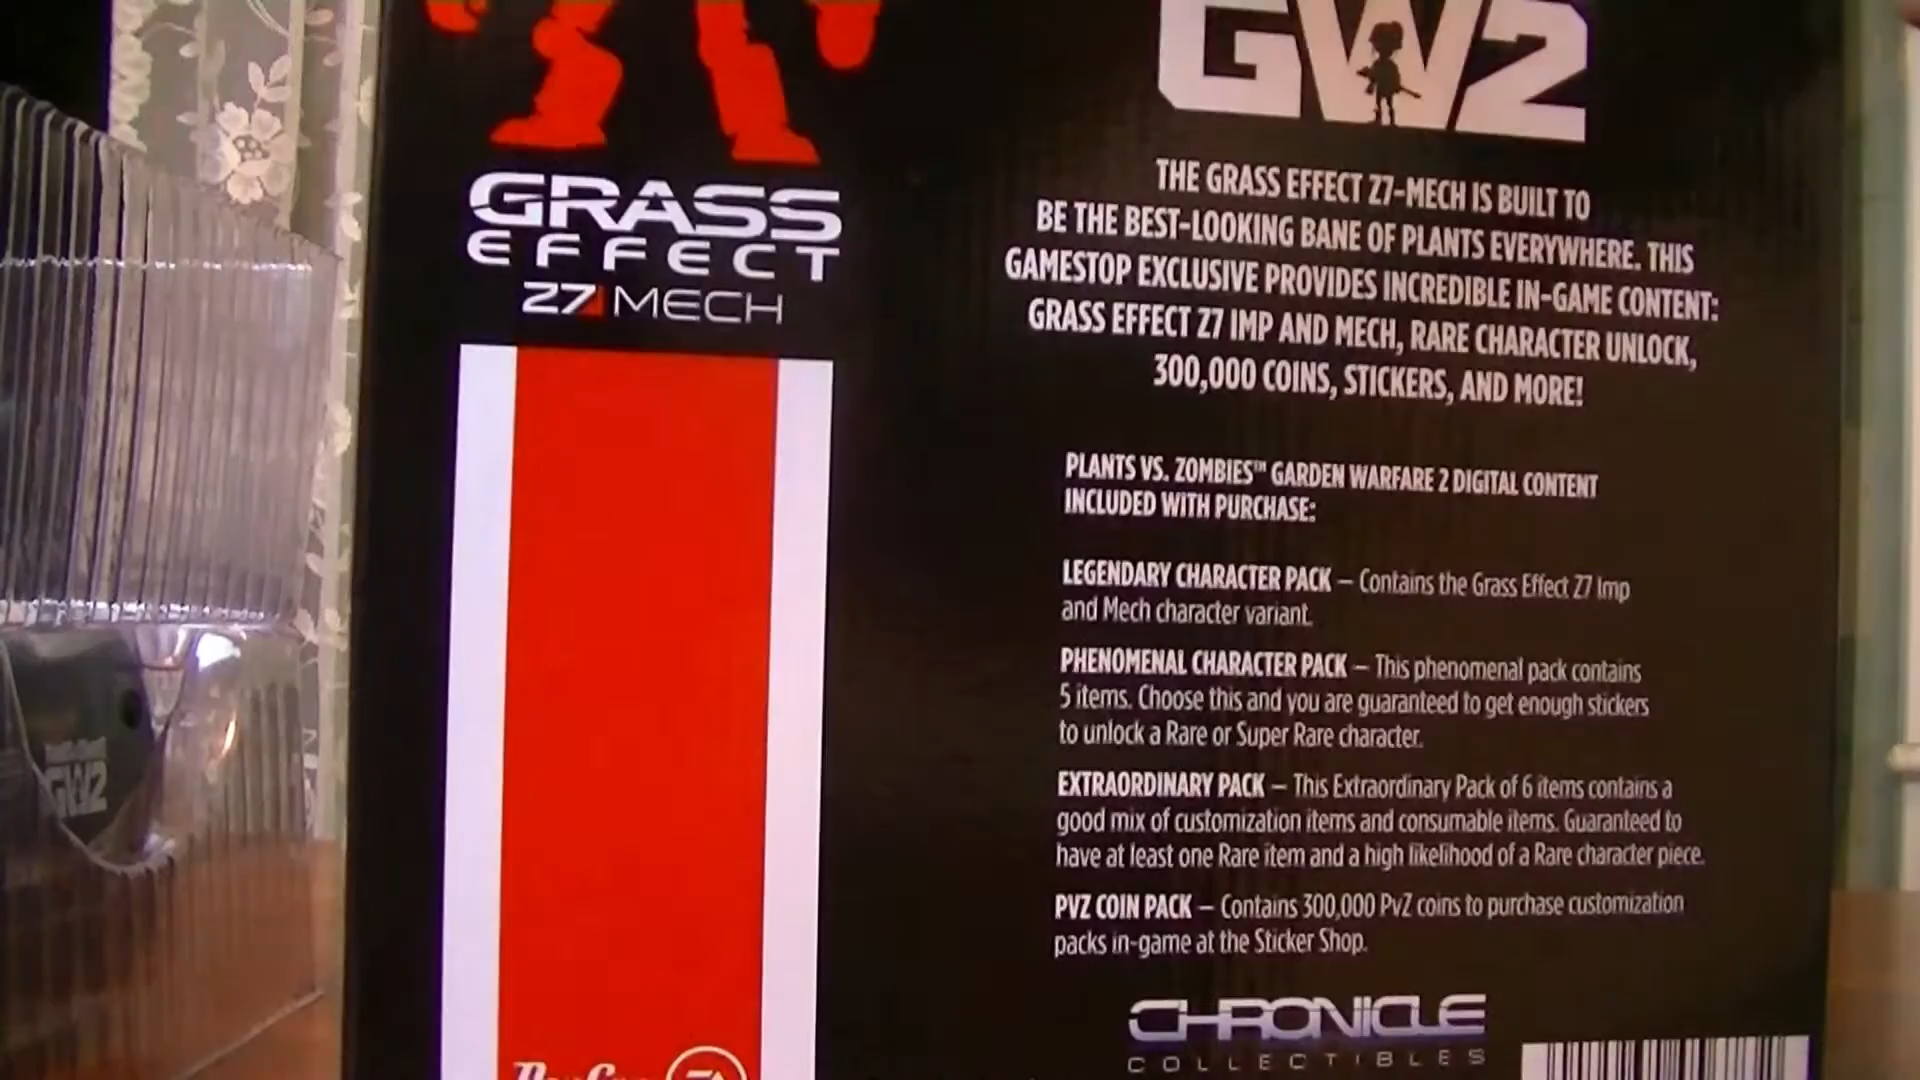 GRASS
EFFECT
Z7 MECH
GW2
THE GRASS EFFECT Z7-MECH IS BUILT TO
BE THE BEST-LOOKING BANE OF PLANTS EVERYWHERE. THIS
GAMESTOP EXCLUSIVE PROVIDES INCREDIBLE IN-GAME CONTENT:
GRASS EFFECT Z7 IMP AND MECH, RARE CHARACTER UNLOCK,
300,000 COINS, STICKERS, AND MORE!
PLANTS VS. ZOMBIES™ GARDEN WARFARE 2 DIGITAL CONTENT
INCLUDED WITH PURCHASE:
LEGENDARY CHARACTER PACK – Contains the Grass Effect Z7 Imp
and Mech character variant.
PHENOMENAL CHARACTER PACK – This phenomenal pack contains
5 items. Choose this and you are guaranteed to get enough stickers
to unlock a Rare or Super Rare character.
EXTRAORDINARY PACK – This Extraordinary Pack of 6 items contains a
good mix of customization items and consumable items. Guaranteed to
have at least one Rare item and a high likelihood of a Rare character piece.
PVZ COIN PACK – Contains 300,000 PvZ coins to purchase customization
packs in-game at the Sticker Shop.
CHRONICLE
COLLECTIBLES
EA
GW2